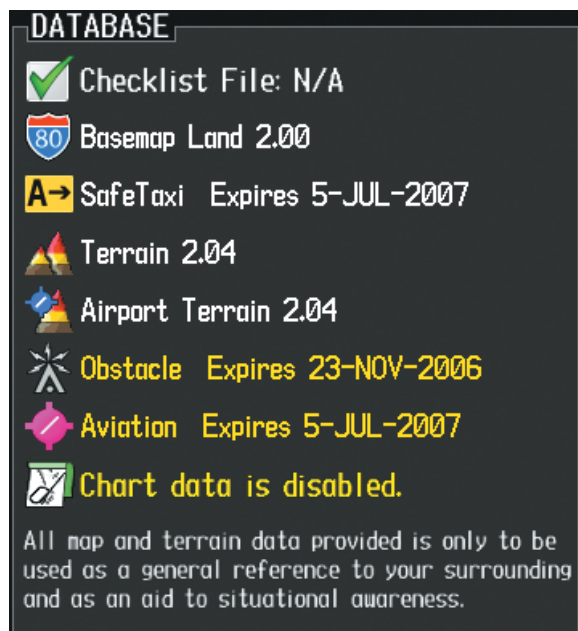 DATABASE
Checklist File: N/A
80 Basemap Land 2.00
A→ SafeTaxi Expires 5-JUL-2007
Terrain 2.04
Airport Terrain 2.04
Obstacle Expires 23-NOV-2006
Aviation Expires 5-JUL-2007
Chart data is disabled.
All map and terrain data provided is only to be
used as a general reference to your surrounding
and as an aid to situational awareness.